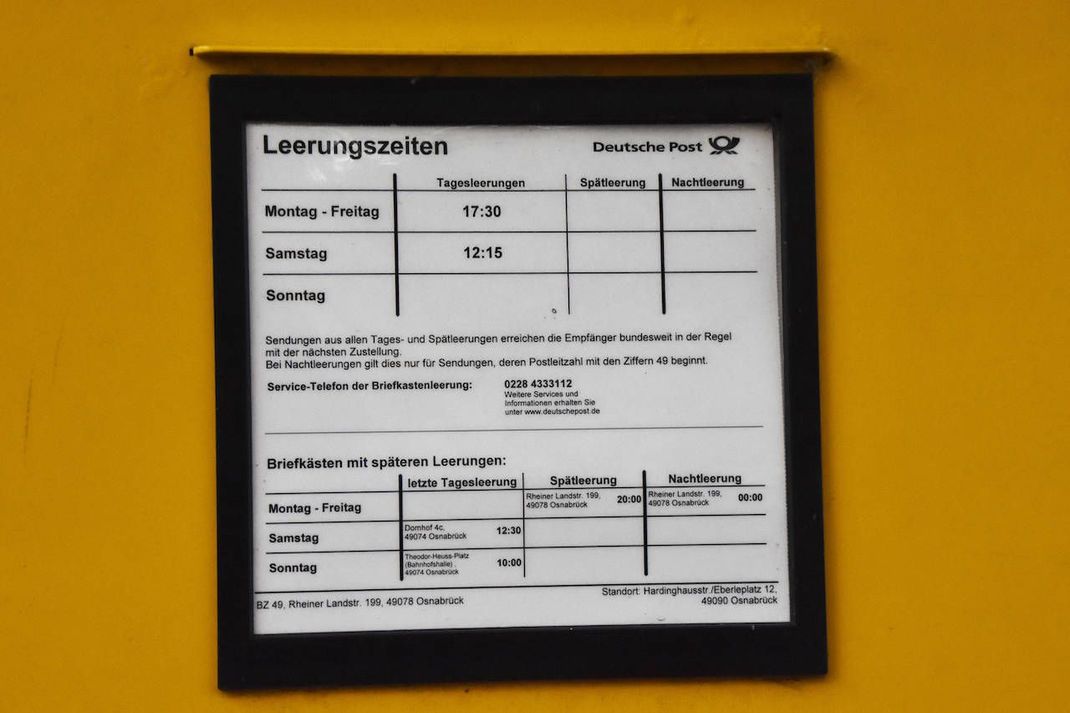 Leerungszeiten
Deutsche Post
Tagesleerungen Spätleerung Nachtleerung
Montag - Freitag 17:30
Samstag 12:15
Sonntag
Sendungen aus allen Tages- und Spätleerungen erreichen die Empfänger bundesweit in der Regel
mit der nächsten Zustellung.
Bei Nachtleerungen gilt dies nur für Sendungen, deren Postleitzahl mit den Ziffern 49 beginnt.
Service-Telefon der Briefkastenleerung: 0228 4333112
Weitere Services und
Informationen erhalten Sie
unter www.deutschepost.de
Briefkästen mit späteren Leerungen:
letzte Tagesleerung Spätleerung Nachtleerung
Montag - Freitag
Rheiner Landstr. 199,
49078 Osnabrück
20:00
Rheiner Landstr. 199,
49078 Osnabrück
00:00
Samstag
Domhof 4c,
49074 Osnabrück
12:30
Sonntag
Theodor-Heuss-Platz
(Bahnhofshalle) ,
49074 Osnabrück
10:00
BZ 49, Rheiner Landstr. 199, 49078 Osnabrück
Standort: Hardinghausstr./Eberleplatz 12,
49090 Osnabrück